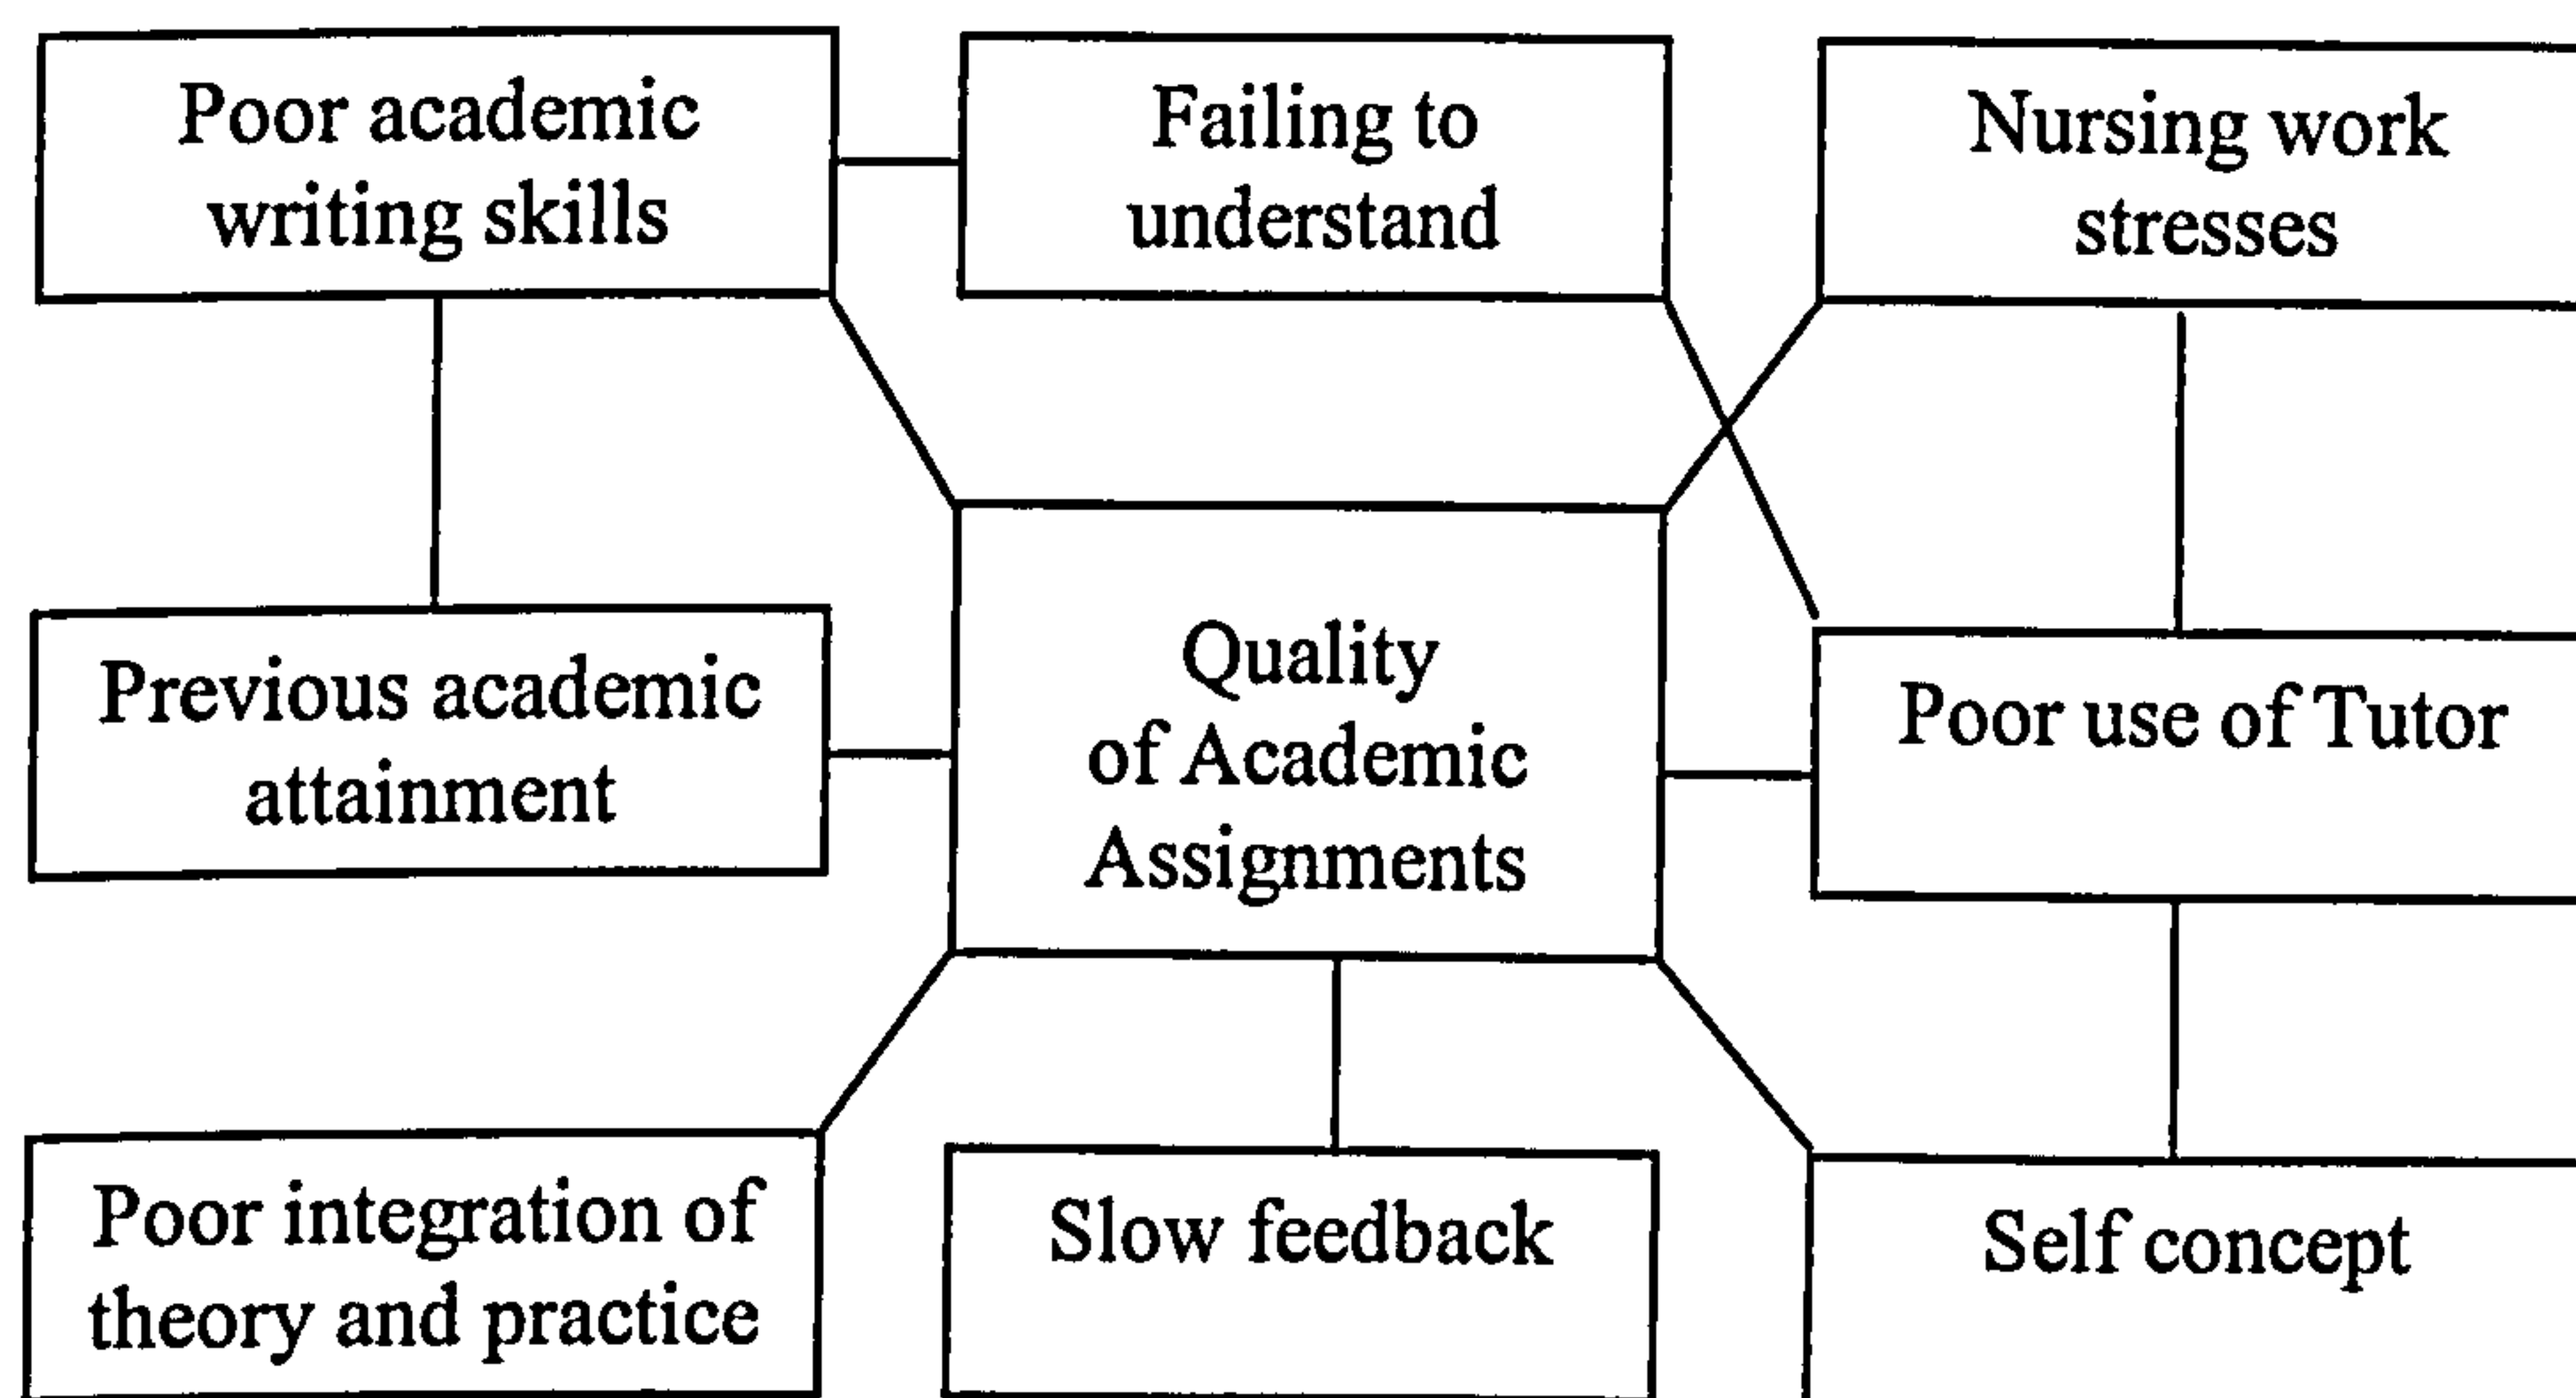 Poor academic
writing skills
Failing to
understand
Nursing work
stresses
Previous academic
attainment
Quality
of Academic
Assignments
Poor use of Tutor
Poor integration of
theory and practice
Slow feedback
Self concept